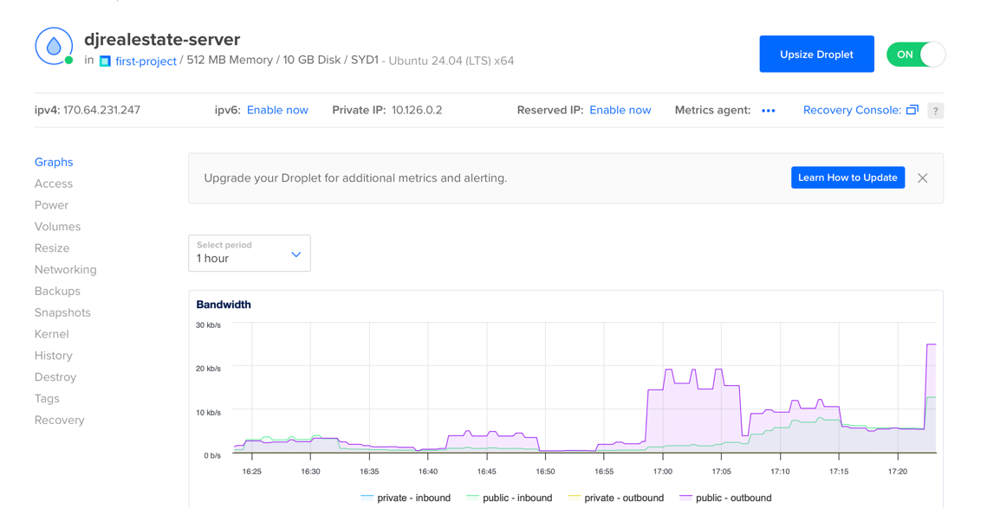 djrealestate-server
in first-project / 512 MB Memory / 10 GB Disk / SYD1 - Ubuntu 24.04 (LTS) x64
Upsize Droplet
ON
ipv4: 170.64.231.247 ipv6: Enable now Private IP: 10.126.0.2 Reserved IP: Enable now Metrics agent: ••• Recovery Console: ?
Graphs
Access
Power
Volumes
Resize
Networking
Backups
Snapshots
Kernel
History
Destroy
Tags
Recovery
Upgrade your Droplet for additional metrics and alerting.
Learn How to Update
Select period
1 hour
Bandwidth
30 kb/s
20 kb/s
10 kb/s
0 b/s
16:25 16:30 16:35 16:40 16:45 16:50 16:55 17:00 17:05 17:10 17:15 17:20
private - inbound public - inbound private - outbound public - outbound